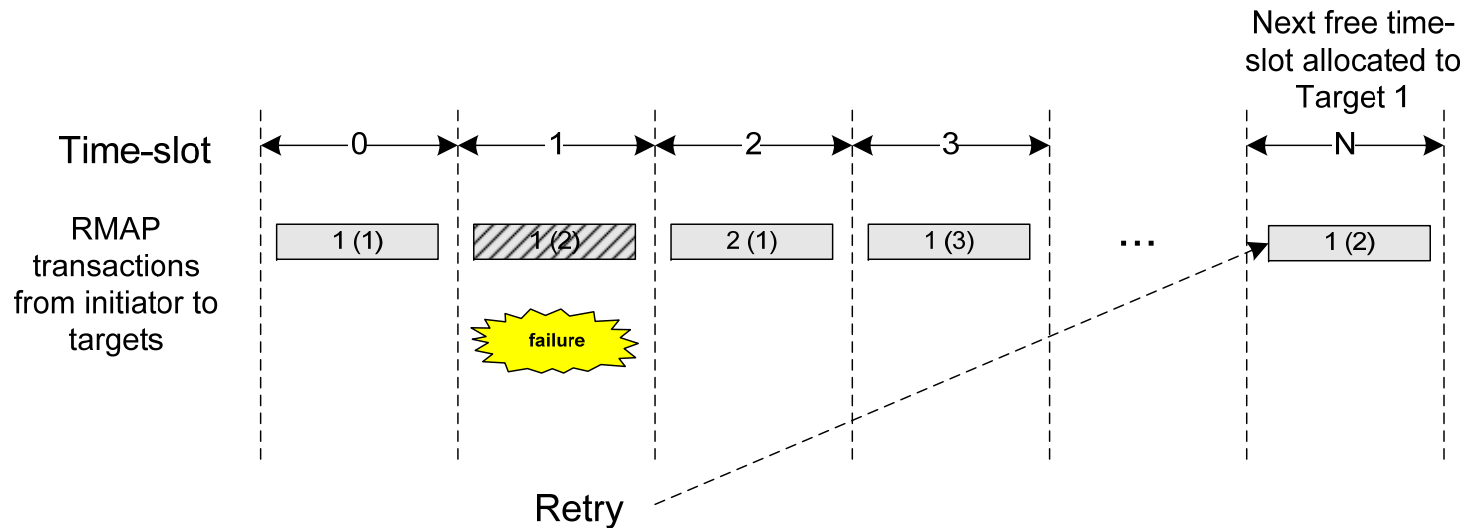 Next free time-
slot allocated to
Target 1
Time-slot
0
1
2
3
N
RMAP
transactions
from initiator to
targets
1 (1)
1 (2)
2 (1)
1 (3)
...
1 (2)
failure
Retry